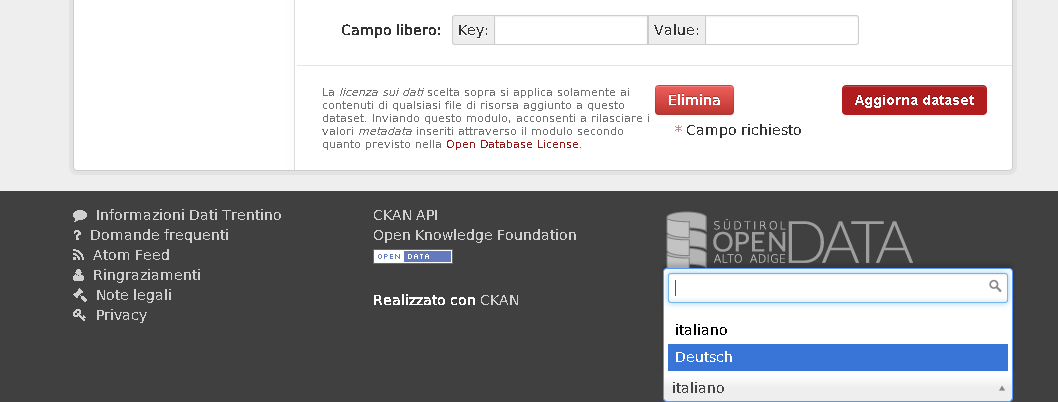 Campo libero: Key: Value:
La licenza sui dati scelta sopra si applica solamente ai
contenuti di qualsiasi file di risorsa aggiunto a questo
dataset. Inviando questo modulo, acconsenti a rilasciare i
valori metadata inseriti attraverso il modulo secondo
quanto previsto nella Open Database License.
Elimina
Aggiorna dataset
* Campo richiesto
Informazioni Dati Trentino
? Domande frequenti
Atom Feed
Ringraziamenti
Note legali
Privacy
CKAN API
Open Knowledge Foundation
OPEN DATA
Realizzato con CKAN
SÜDTIROL
OPEN DATA
ALTO ADIGE
italiano
Deutsch
italiano